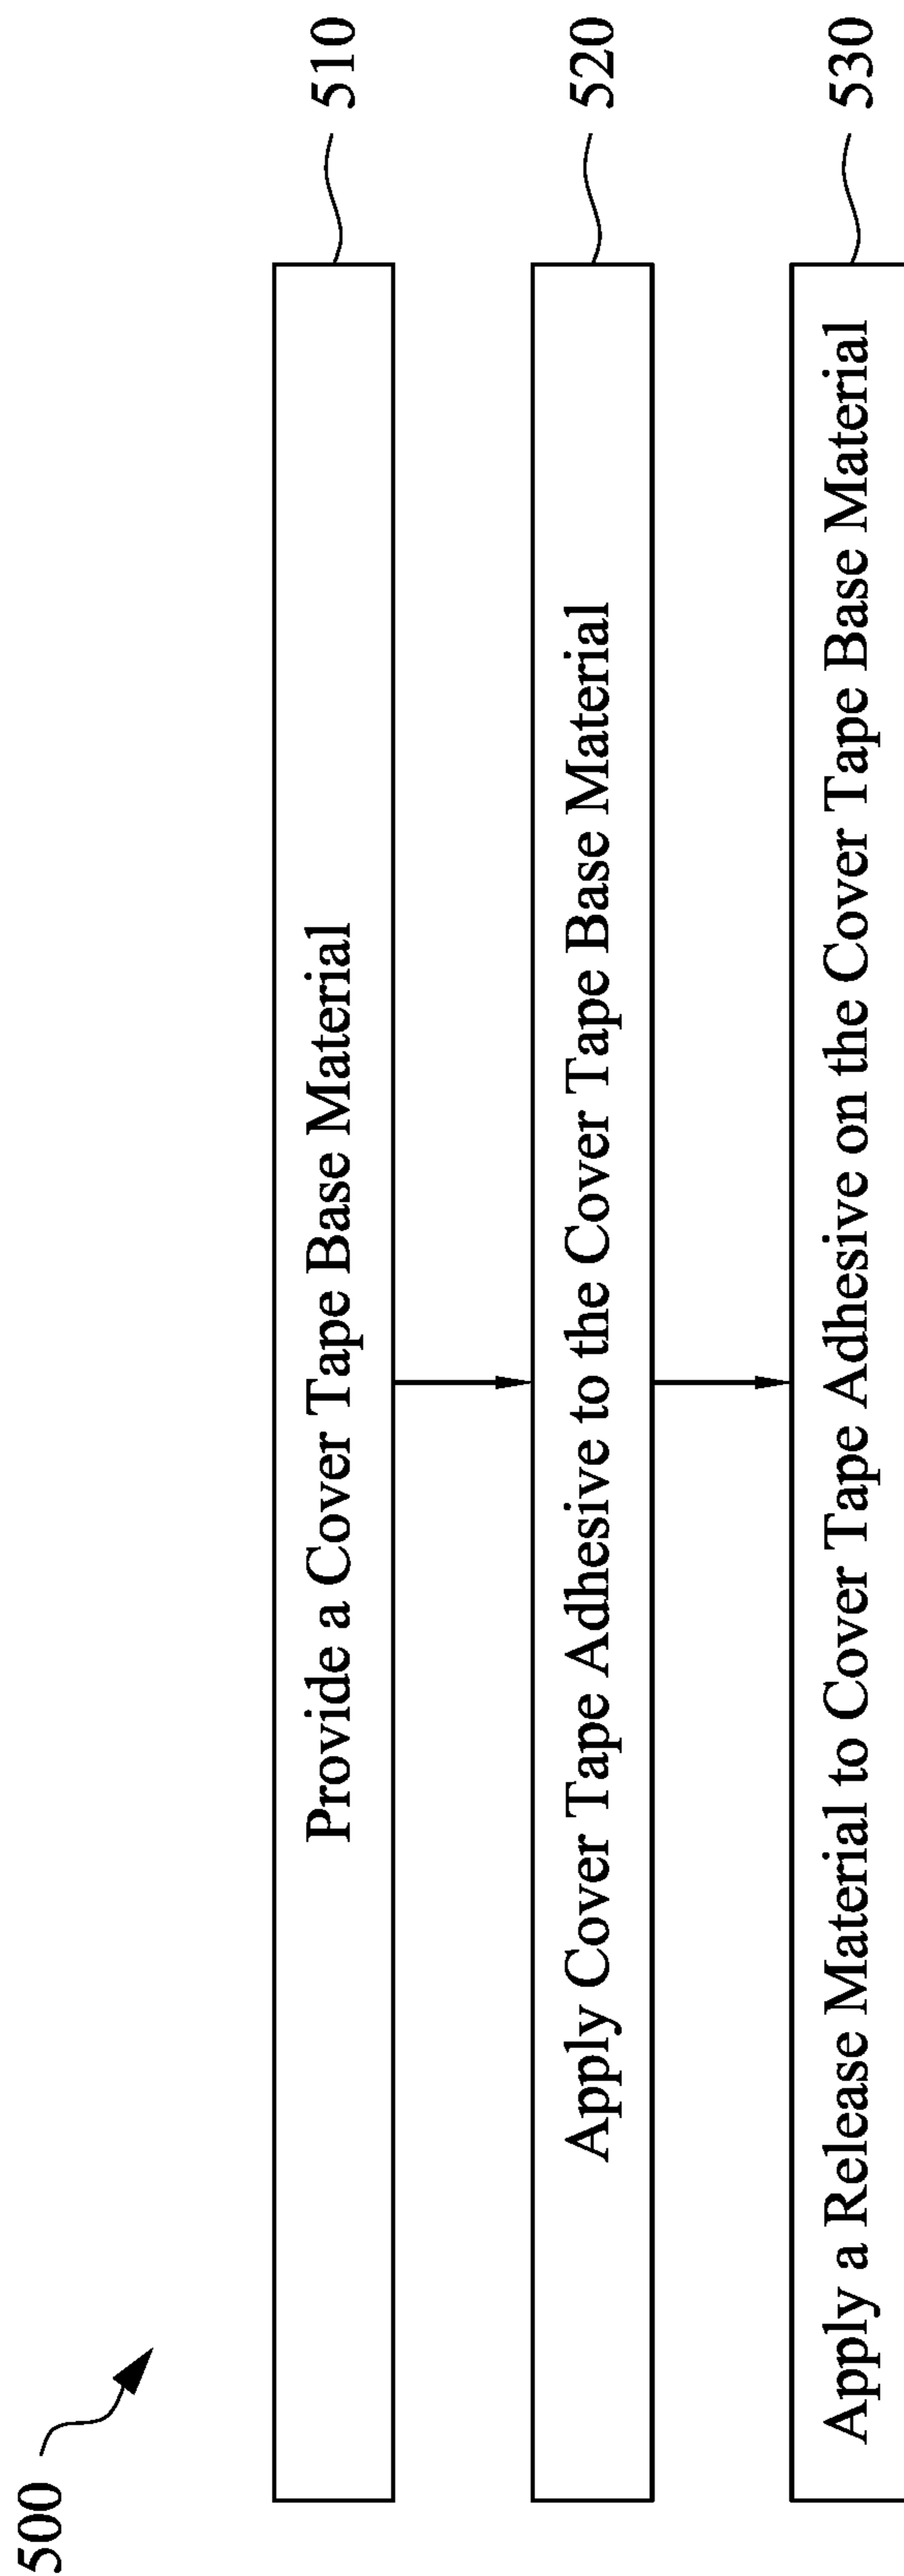 500
Provide a Cover Tape Base Material
510
Apply Cover Tape Adhesive to the Cover Tape Base Material
520
Apply a Release Material to Cover Tape Adhesive on the Cover Tape Base Material
530